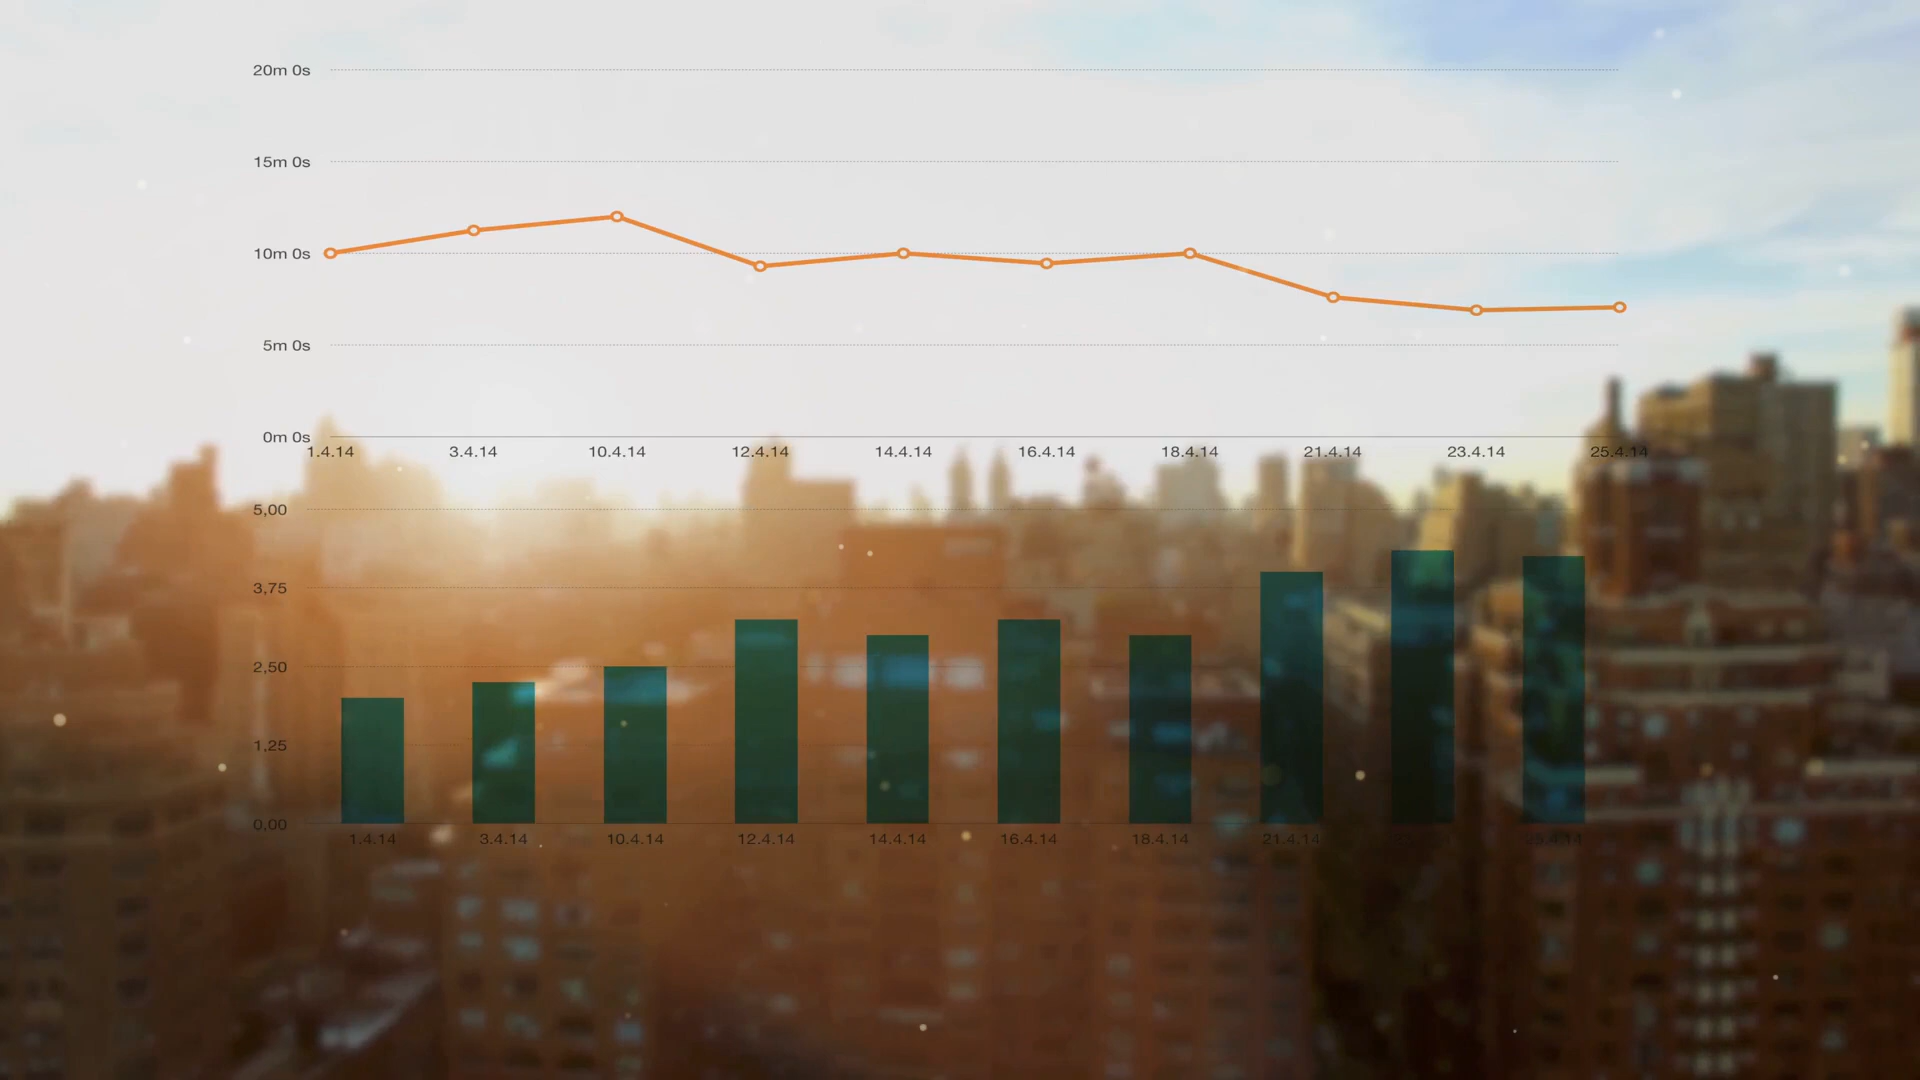 20m 0s
15m 0s
10m 0s
5m 0s
0m 0s
1.4.14 3.4.14 10.4.14 12.4.14 14.4.14 16.4.14 18.4.14 21.4.14 23.4.14 25.4.14
5,00
3,75
2,50
1,25
0,00
1.4.14 3.4.14 10.4.14 12.4.14 14.4.14 16.4.14 18.4.14 21.4.14 25.4.14